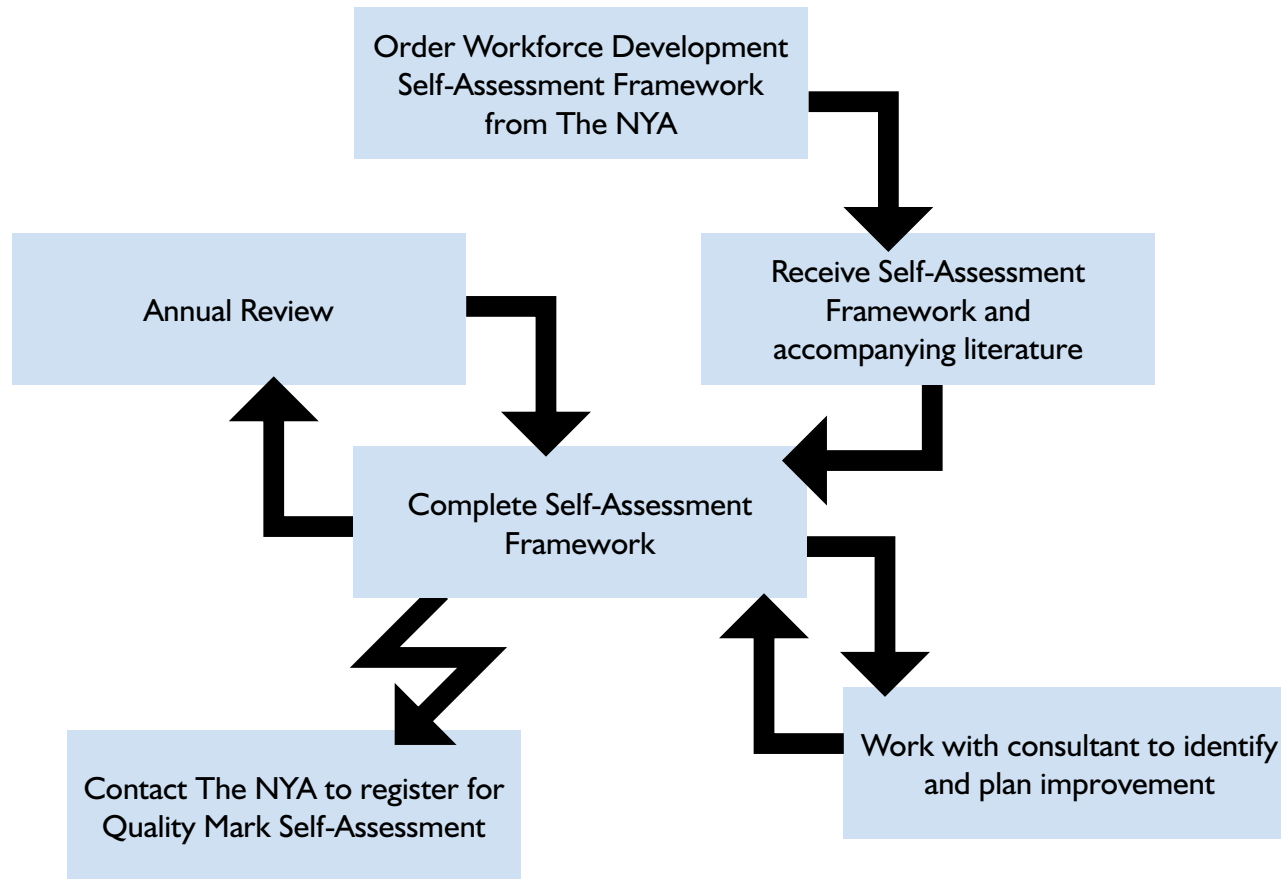 Order Workforce Development
Self-Assessment Framework
from The NYA
Annual Review
Receive Self-Assessment
Framework and
accompanying literature
Complete Self-Assessment
Framework
Contact The NYA to register for
Quality Mark Self-Assessment
Work with consultant to identify
and plan improvement